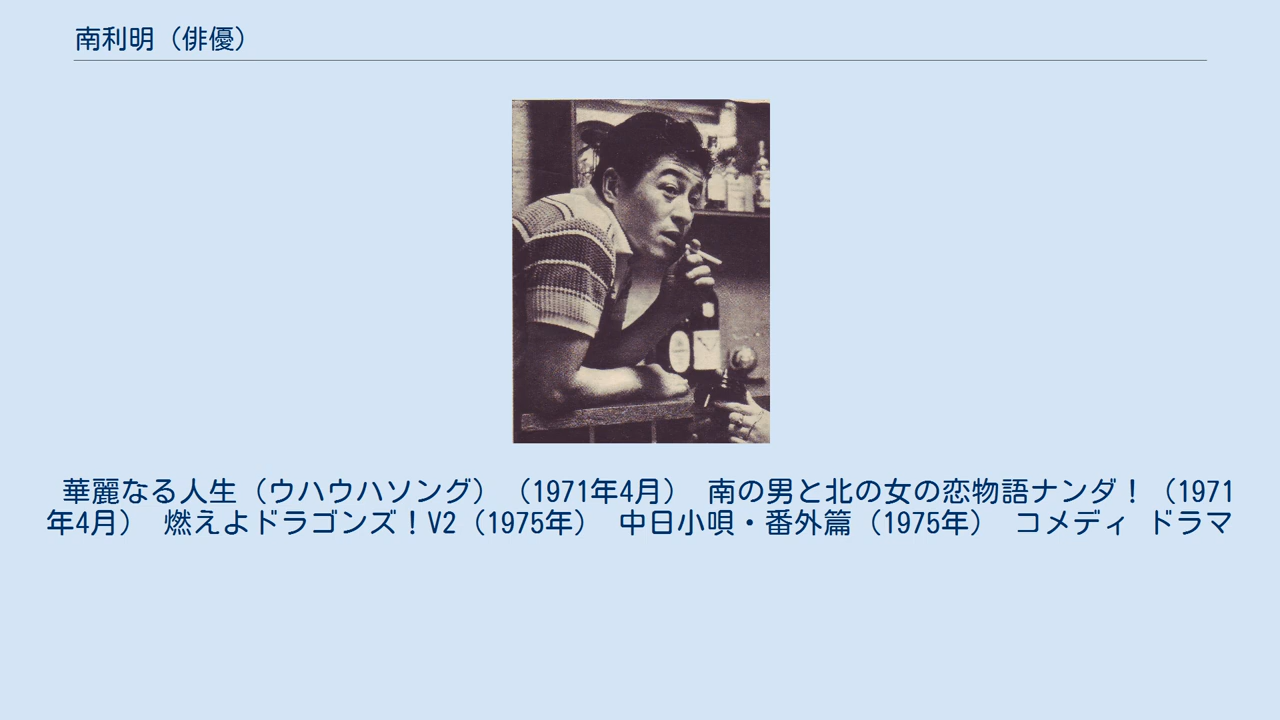 南利明（俳優）
華麗なる人生（ウハウハソング）（1971年4月） 南の男と北の女の恋物語ナンダ！（1971
年4月） 燃えよドラゴンズ！V2（1975年） 中日小唄・番外篇（1975年） コメディ ドラマ